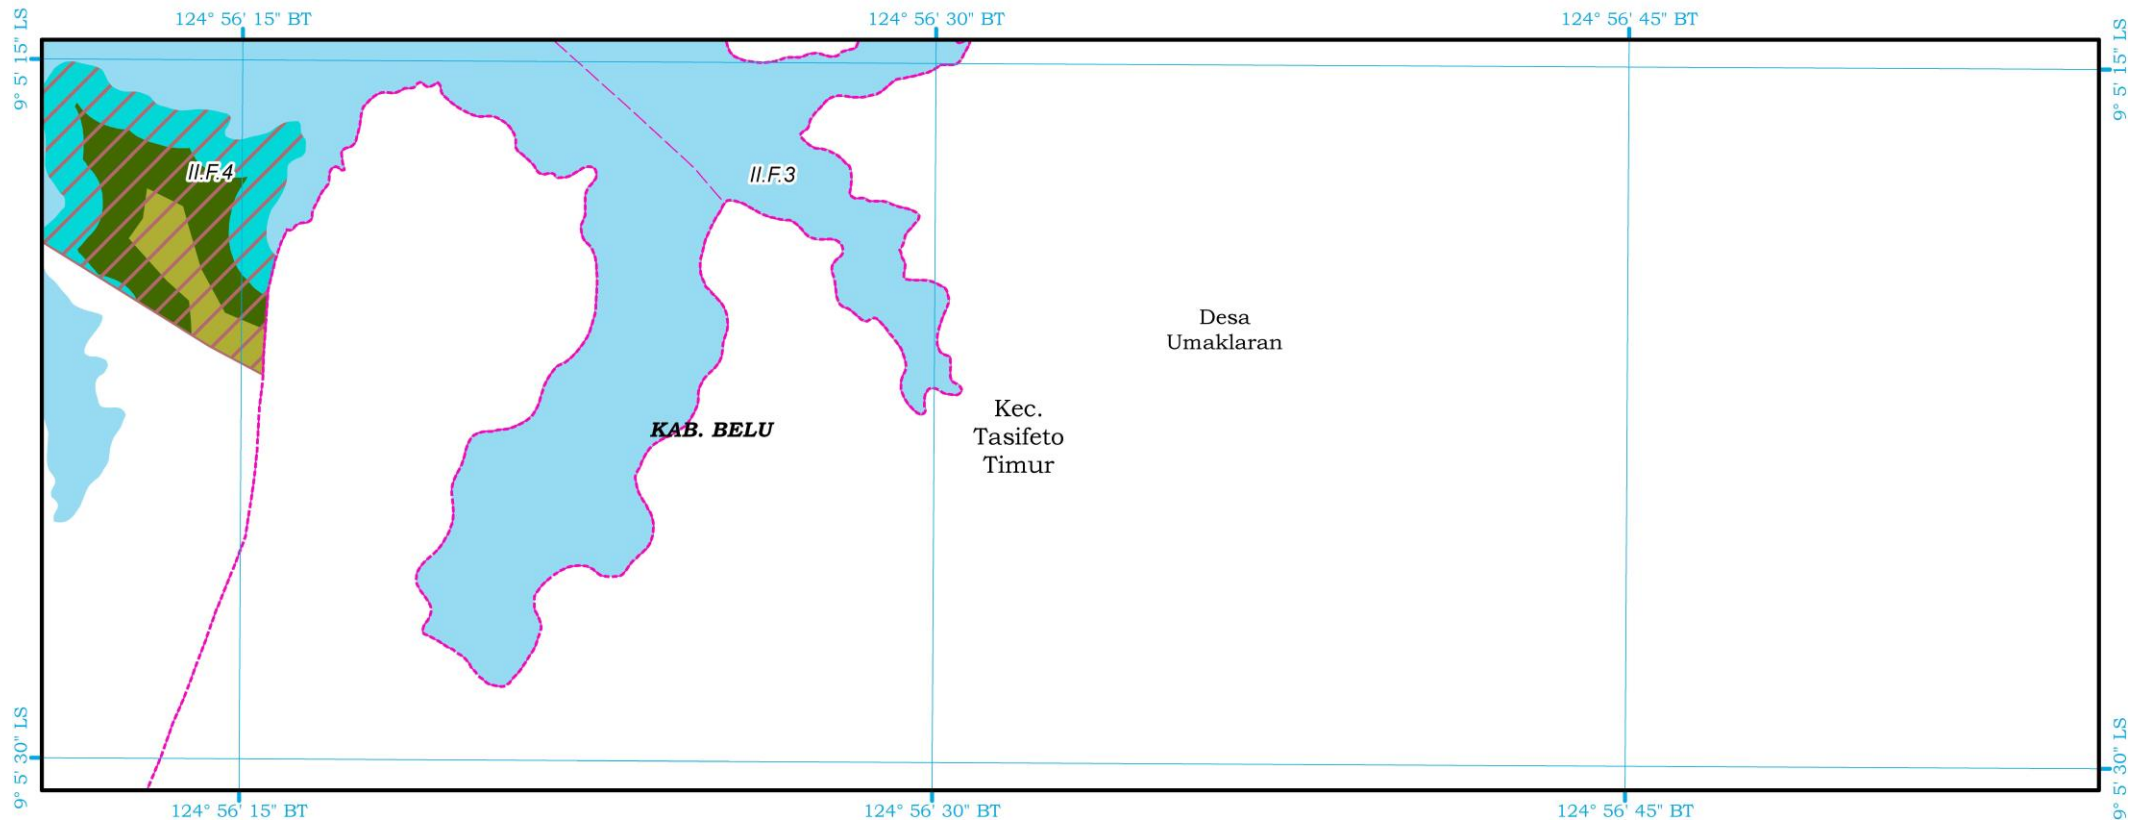 124° 56' 15" BT
124° 56' 30" BT
124° 56' 45" BT
9° 5' 15" LS
9° 5' 15" LS
II.F.4
II.F.3
Desa
Umaklaran
Kec.
Tasifeto
Timur
KAB. BELU
9° 5' 30" LS
9° 5' 30" LS
124° 56' 15" BT
124° 56' 30" BT
124° 56' 45" BT